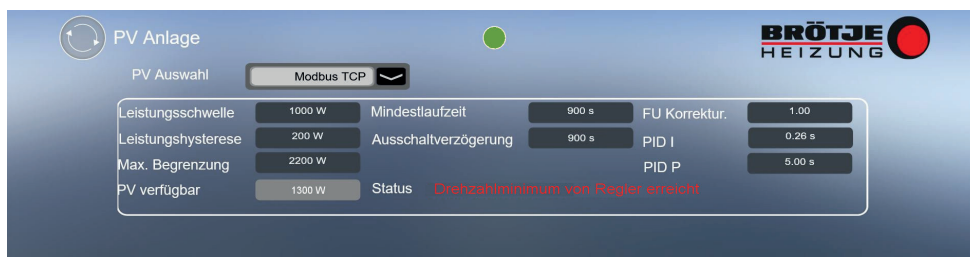 PV Anlage
BRÖTJE
HEIZUNG
PV Auswahl Modbus TCP
Leistungsschwelle 1000 W Mindestlaufzeit 900 s FU Korrektur. 1.00
Leistungshysterese 200 W Ausschaltverzögerung 900 s PID I 0.26 s
Max. Begrenzung 2200 W PID P 5.00 s
PV verfügbar 1300 W Status Drehzahlminimum von Regler erreicht